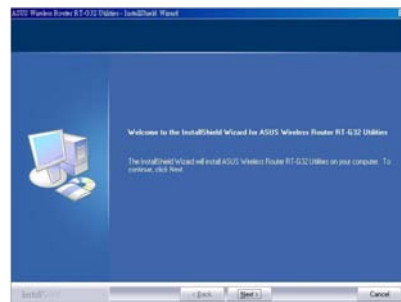 ASUS Wireless Router RT-G32 Utilities - InstallShield Wizard
Welcome to the InstallShield Wizard for ASUS Wireless Router RT-G32 Utilities
The InstallShield Wizard will install ASUS Wireless Router RT-G32 Utilities on your computer. To
continue, click Next.
InstallShield
< Back
Next >
Cancel